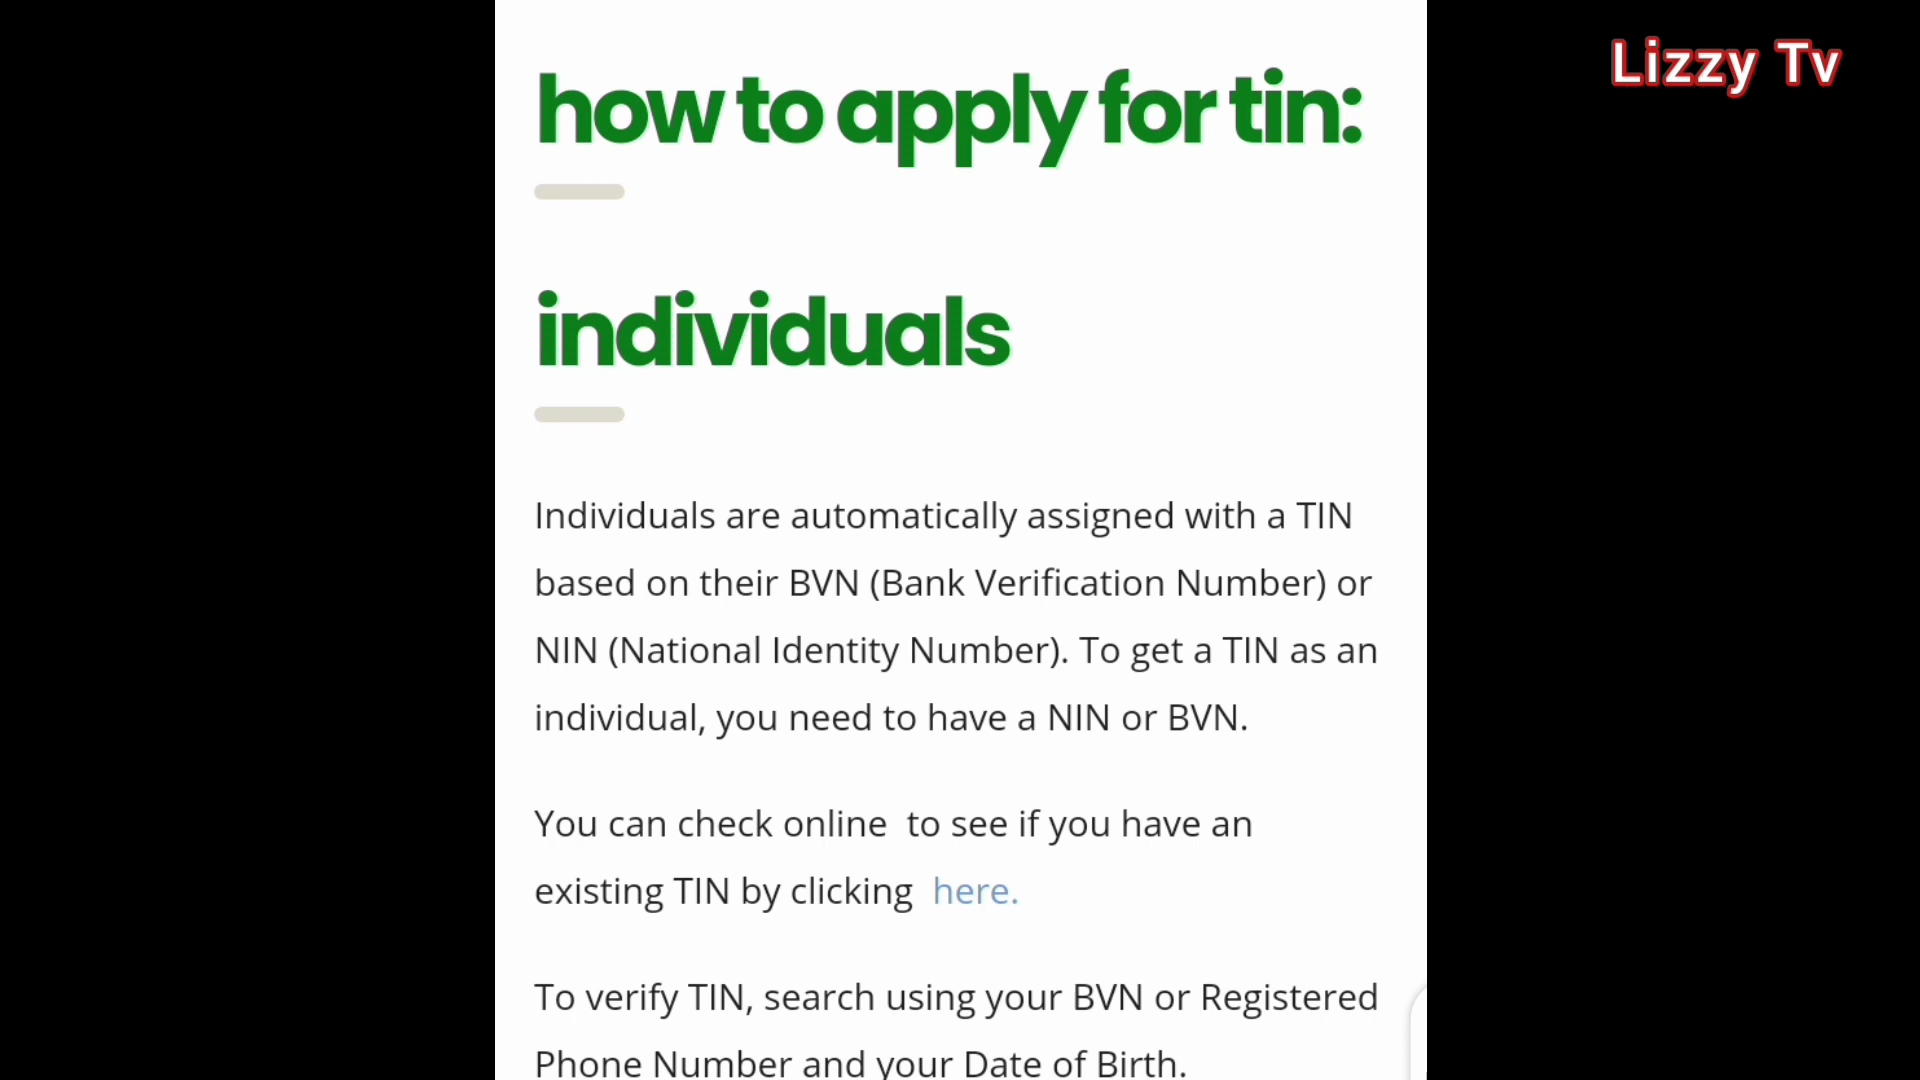 Lizzy Tv
how to apply for tin:
individuals
Individuals are automatically assigned with a TIN
based on their BVN (Bank Verification Number) or
NIN (National Identity Number). To get a TIN as an
individual, you need to have a NIN or BVN.
You can check online  to see if you have an
existing TIN by clicking  here.
To verify TIN, search using your BVN or Registered
Phone Number and your Date of Birth.